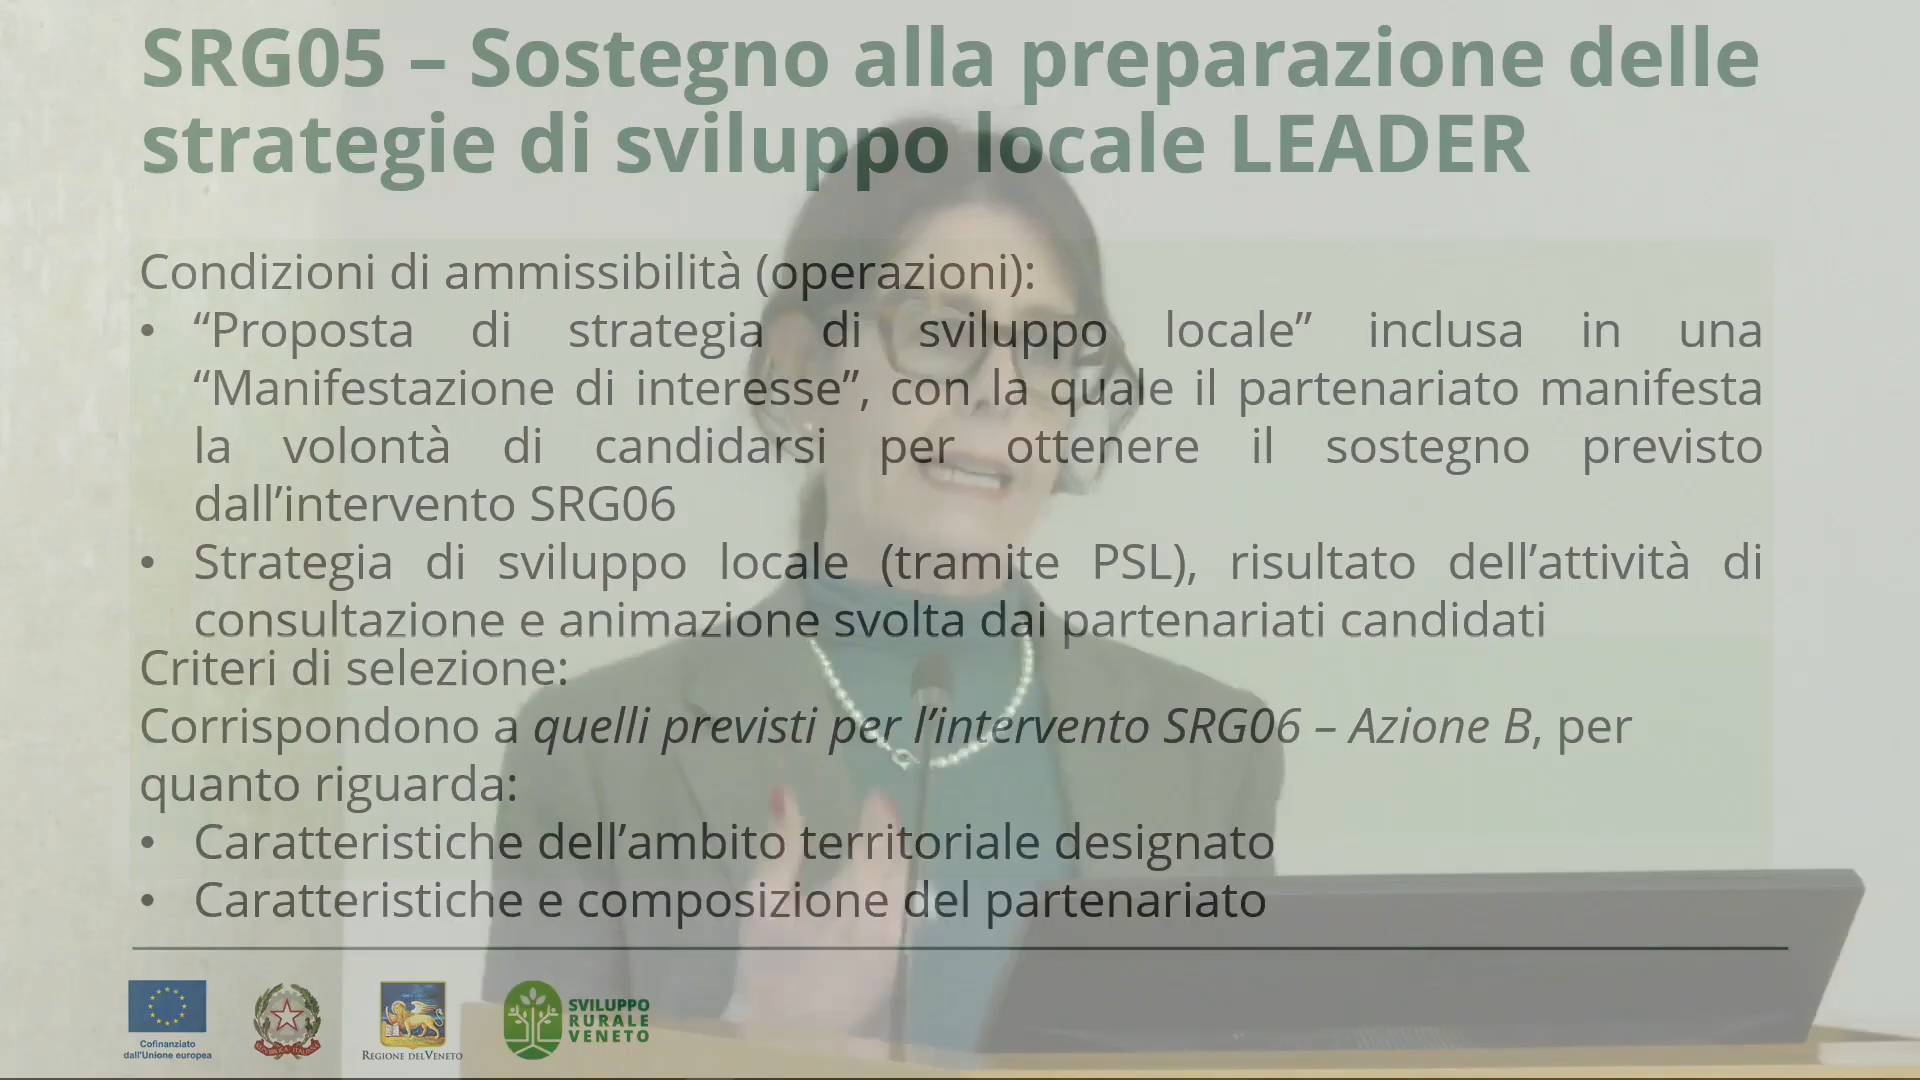 SRG05 – Sostegno alla preparazione delle
strategie di sviluppo locale LEADER
Condizioni di ammissibilità (operazioni):
• “Proposta di strategia di sviluppo locale” inclusa in una
“Manifestazione di interesse”, con la quale il partenariato manifesta
la volontà di candidarsi per ottenere il sostegno previsto
dall’intervento SRG06
• Strategia di sviluppo locale (tramite PSL), risultato dell’attività di
consultazione e animazione svolta dai partenariati candidati
Criteri di selezione:
Corrispondono a quelli previsti per l’intervento SRG06 – Azione B, per
quanto riguarda:
• Caratteristiche dell’ambito territoriale designato
• Caratteristiche e composizione del partenariato
Cofinanziato
dall'Unione europea
REPVBBLICA ITALIANA
REGIONE DEL VENETO
SVILUPPO
RURALE
VENETO